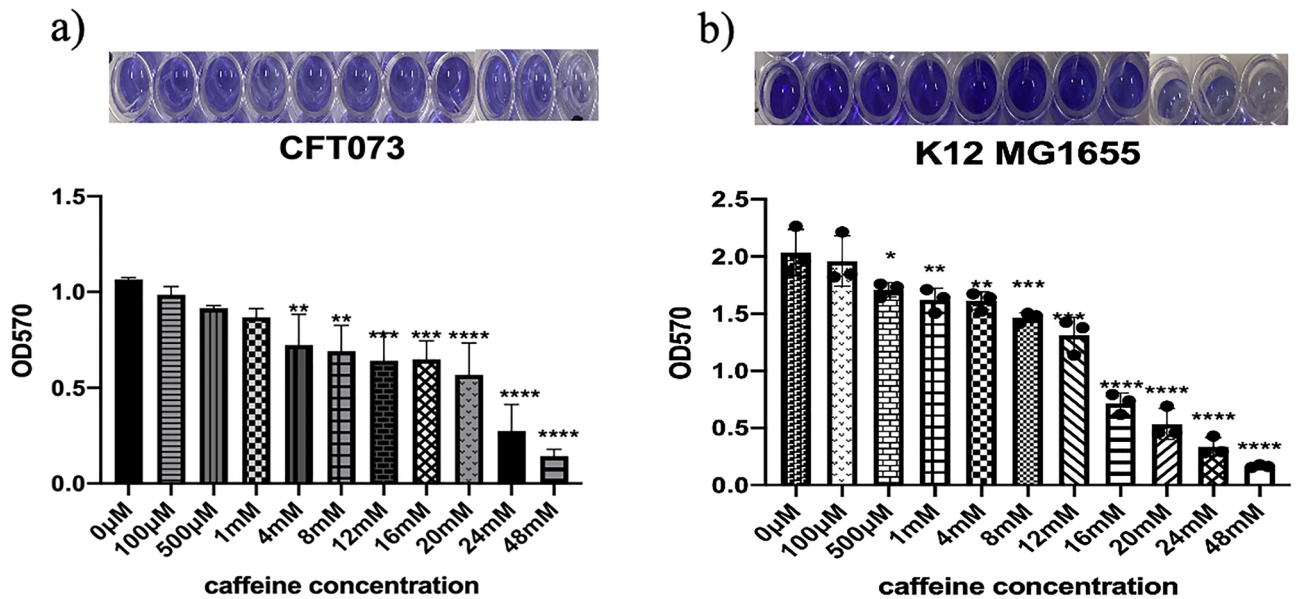 a)
CFT073
1.5
1.0
0.5
0.0
OD570
** ** *** *** **** **** ****
0µM 100µM 500µM 1mM 4mM 8mM 12mM 16mM 20mM 24mM 48mM
caffeine concentration
b)
K12 MG1655
2.5
2.0
1.5
1.0
0.5
0.0
OD570
* ** ** *** *** **** **** **** ****
0µM 100µM 500µM 1mM 4mM 8mM 12mM 16mM 20mM 24mM 48mM
caffeine concentration